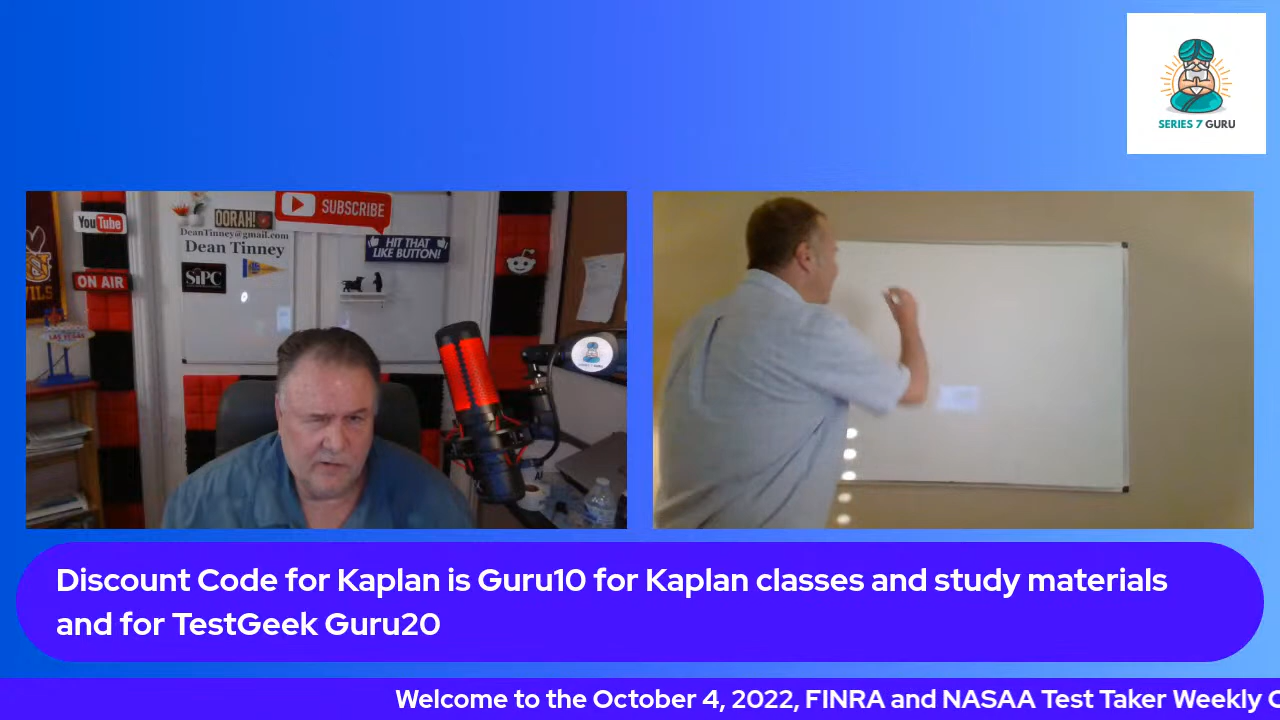 SERIES 7 GURU
YouTube
OORAH!
SUBSCRIBE
DeanTinney@gmail.com
Dean Tinney
HIT THAT
LIKE BUTTON!
SIPC
ON AIR
LAS VEGAS
Discount Code for Kaplan is Guru10 for Kaplan classes and study materials
and for TestGeek Guru20
Welcome to the October 4, 2022, FINRA and NASAA Test Taker Weekly